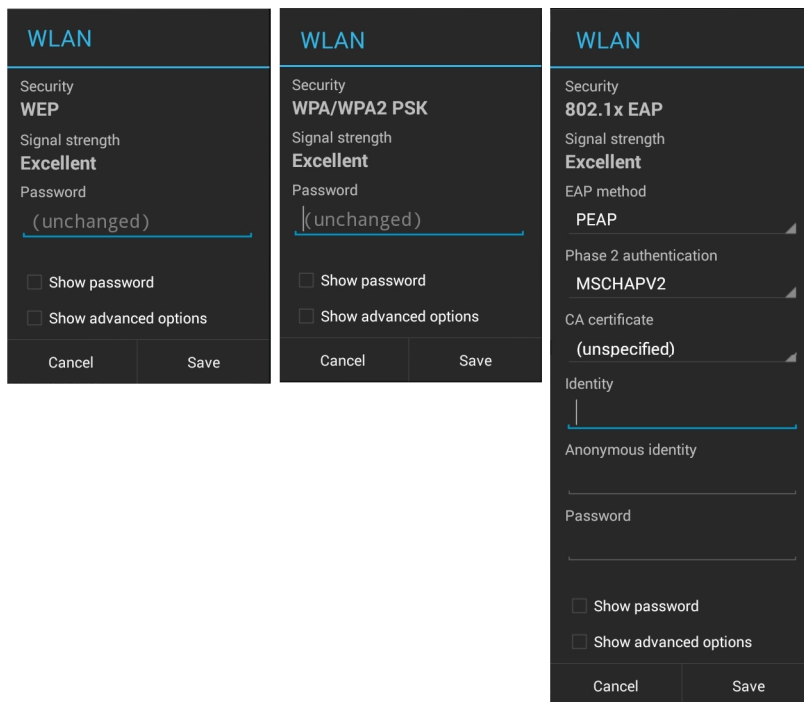 WLAN
Security
WEP
Signal strength
Excellent
Password
(unchanged)
Show password
Show advanced options
Cancel
Save
WLAN
Security
WPA/WPA2 PSK
Signal strength
Excellent
Password
(unchanged)
Show password
Show advanced options
Cancel
Save
WLAN
Security
802.1x EAP
Signal strength
Excellent
EAP method
PEAP
Phase 2 authentication
MSCHAPV2
CA certificate
(unspecified)
Identity
Anonymous identity
Password
Show password
Show advanced options
Cancel
Save